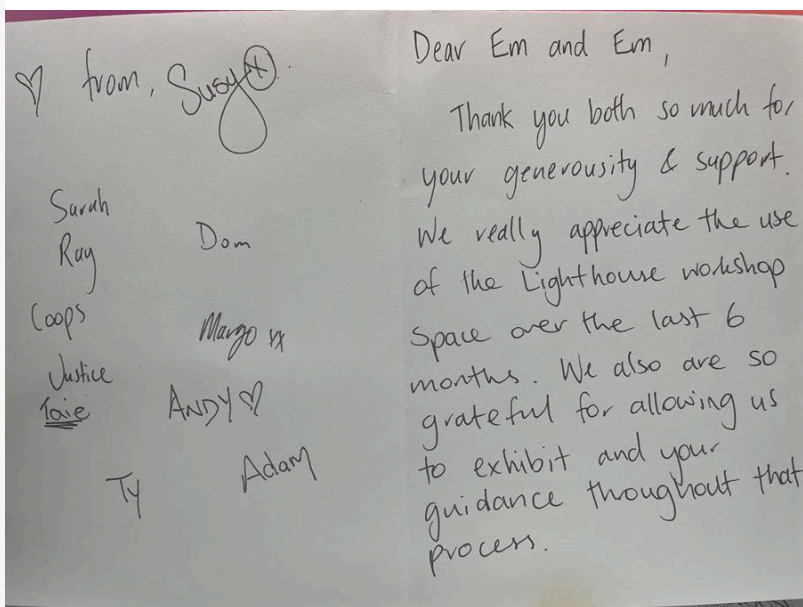 ♡ from, Susy x
Sarah
Ray
Dom
Coops
Margo xx
Justice
Taie
ANDY ♡
Ty
Adam
Dear Em and Em,
Thank you both so much for
your generousity & support.
We really appreciate the use
of the Lighthouse workshop
Space over the last 6
months. We also are so
grateful for allowing us
to exhibit and your
guidance throughout that
process.